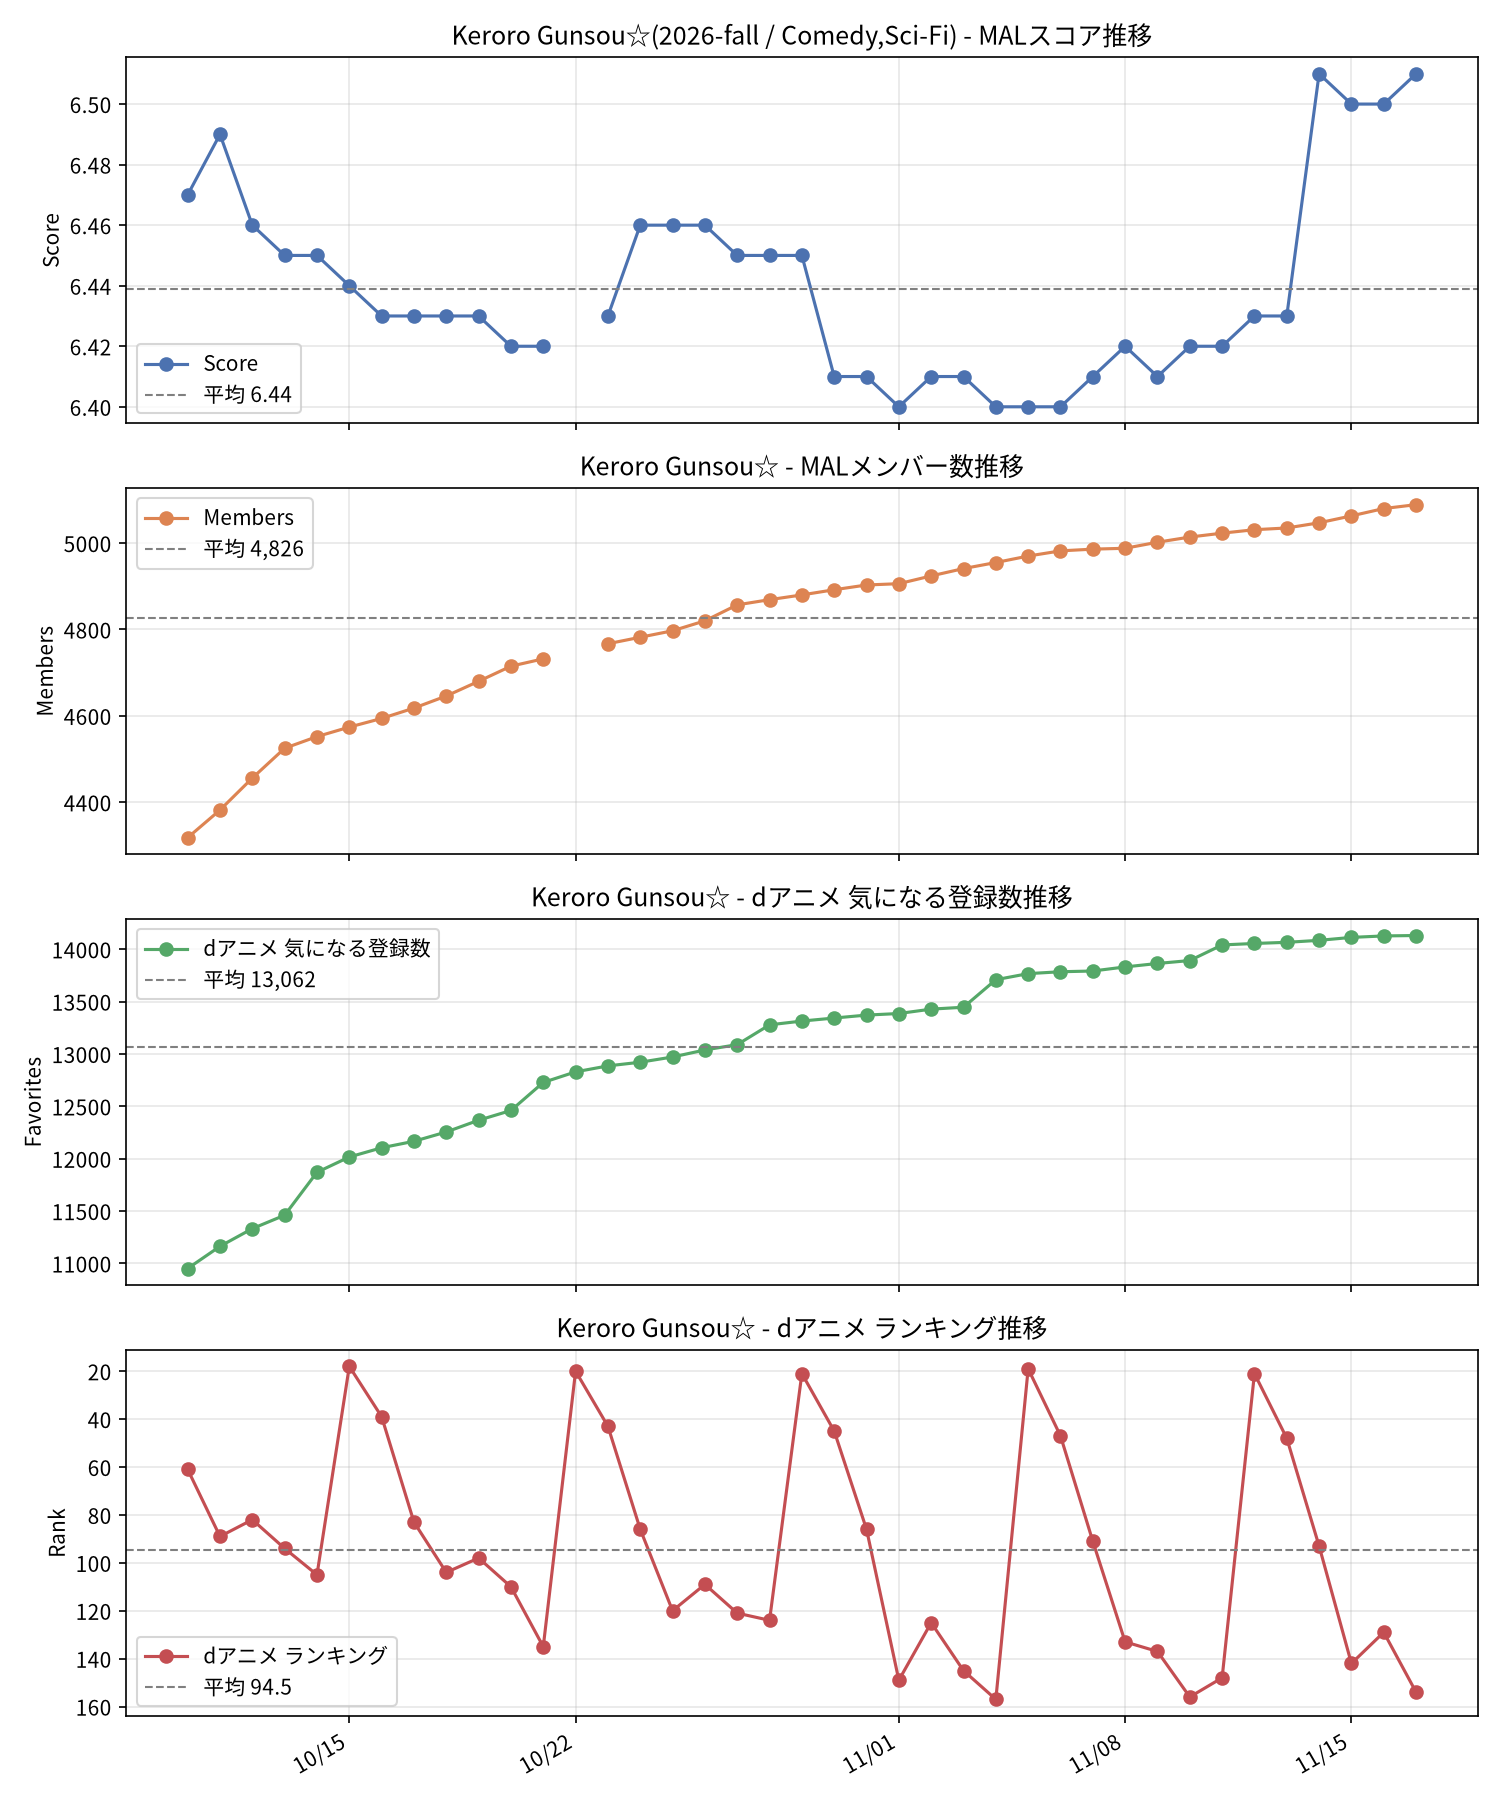 Keroro Gunsou☆(2026-fall / Comedy,Sci-Fi) - MALスコア推移
6.50
6.48
6.46
6.44
6.42
6.40
Score
Score
平均 6.44
Keroro Gunsou☆ - MALメンバー数推移
5000
4800
4600
4400
Members
Members
平均 4,826
Keroro Gunsou☆ - dアニメ 気になる登録数推移
14000
13500
13000
12500
12000
11500
11000
Favorites
dアニメ 気になる登録数
平均 13,062
Keroro Gunsou☆ - dアニメ ランキング推移
20
40
60
80
100
120
140
160
Rank
dアニメ ランキング
平均 94.5
10/15
10/22
11/01
11/08
11/15